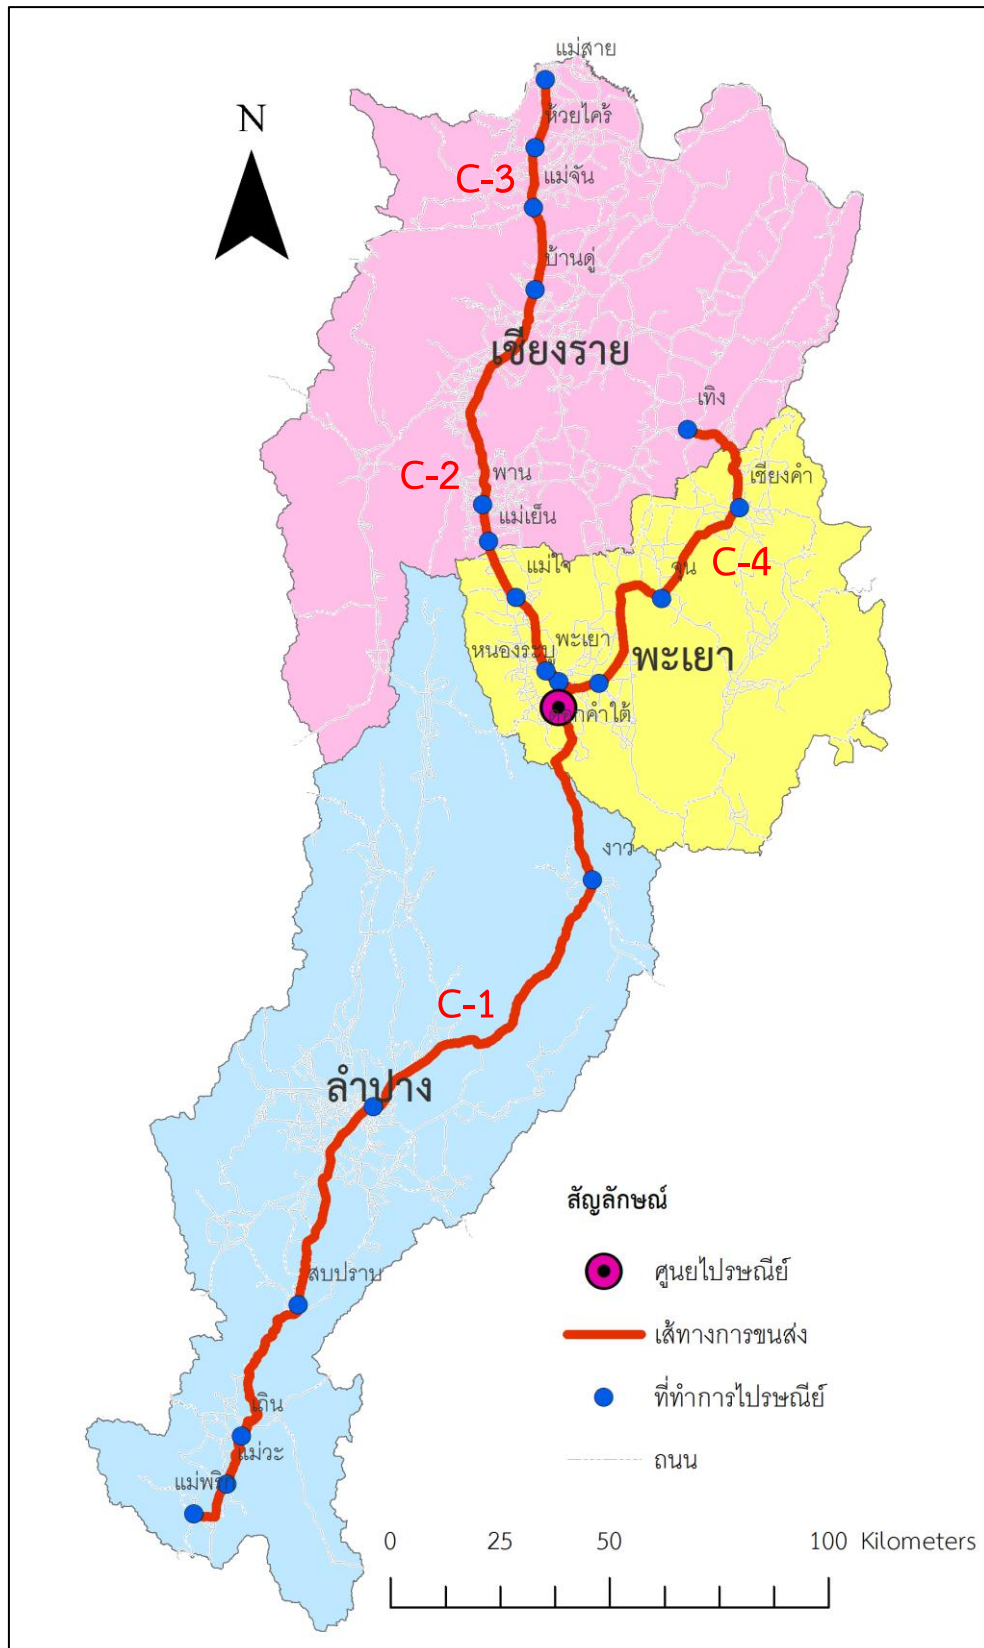 แม่สาย
N
ห้วยไคร้
C-3
แม่จัน
บ้านดู่
เชียงราย
เทิง
C-2
พาน
เชียงคำ
แม่เย็น
C-4
แม่ใจ
จุน
พะเยา
หนองระบู
พะเยา
ดอกคำใต้
งาว
C-1
ลำปาง
สัญลักษณ์
ศูนย์ไปรษณีย์
สบปราบ
เส้ทางการขนส่ง
ที่ทำการไปรษณีย์
เถิน
แม่วะ
ถนน
แม่พริก
0 25 50 100 Kilometers